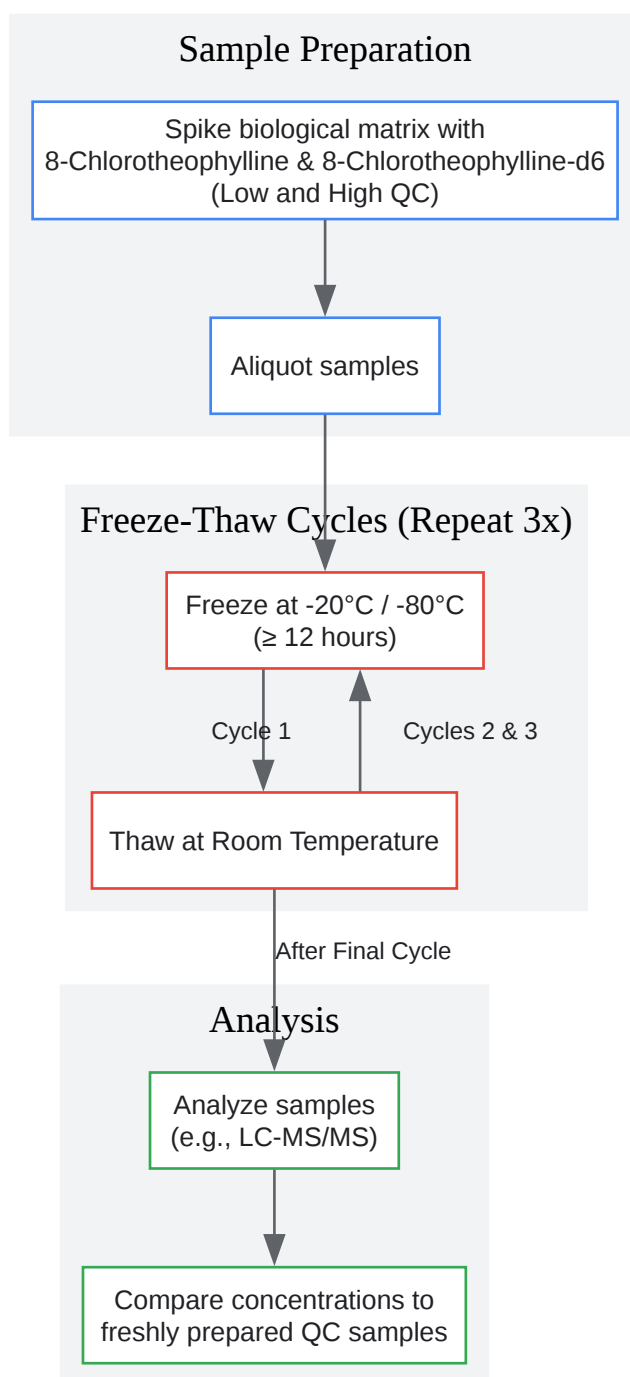 Sample Preparation
Spike biological matrix with
8-Chlorotheophylline & 8-Chlorotheophylline-d6
(Low and High QC)
Aliquot samples
Freeze-Thaw Cycles (Repeat 3x)
Freeze at -20°C / -80°C
(≥ 12 hours)
Cycle 1
Cycles 2 & 3
Thaw at Room Temperature
After Final Cycle
Analysis
Analyze samples
(e.g., LC-MS/MS)
Compare concentrations to
freshly prepared QC samples